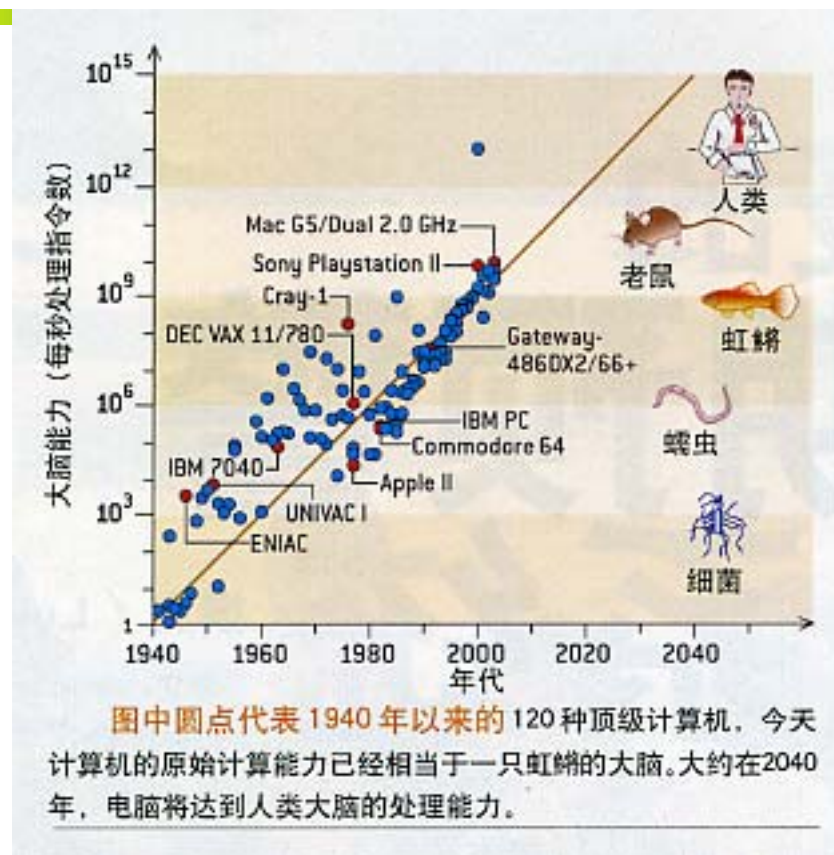 大脑能力（每秒处理指令数）
10¹⁵
10¹²
10⁹
10⁶
10³
1
Mac G5/Dual 2.0 GHz
Sony Playstation II
Cray-1
DEC VAX 11/780
Gateway-
486DX2/66+
IBM PC
Commodore 64
IBM 7040
Apple II
UNIVAC I
ENIAC
人类
老鼠
虹鳉
蠕虫
细菌
1940 1960 1980 2000 2020 2040
年代
图中圆点代表 1940 年以来的 120 种顶级计算机，今天
计算机的原始计算能力已经相当于一只虹鳉的大脑。大约在2040
年，电脑将达到人类大脑的处理能力。